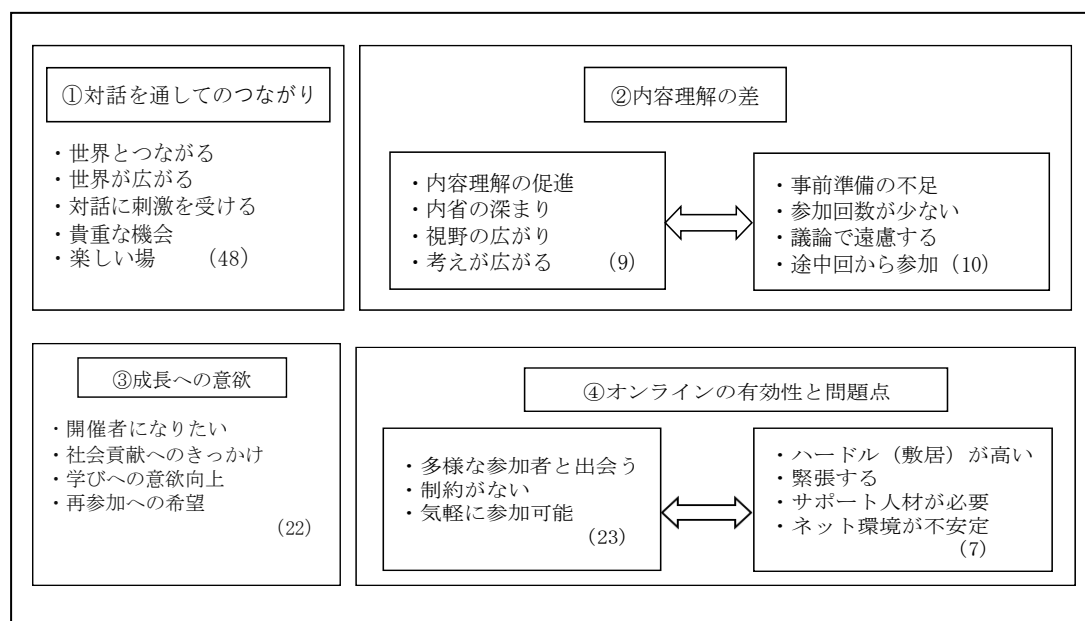 ①対話を通してのつながり
・世界とつながる
・世界が広がる
・対話に刺激を受ける
・貴重な機会
・楽しい場 (48)
②内容理解の差
・内容理解の促進
・内省の深まり
・視野の広がり
・考えが広がる (9)
・事前準備の不足
・参加回数が少ない
・議論で遠慮する
・途中回から参加 (10)
③成長への意欲
・開催者になりたい
・社会貢献へのきっかけ
・学びへの意欲向上
・再参加への希望
(22)
④オンラインの有効性と問題点
・多様な参加者と出会う
・制約がない
・気軽に参加可能
(23)
・ハードル（敷居）が高い
・緊張する
・サポート人材が必要
・ネット環境が不安定
(7)